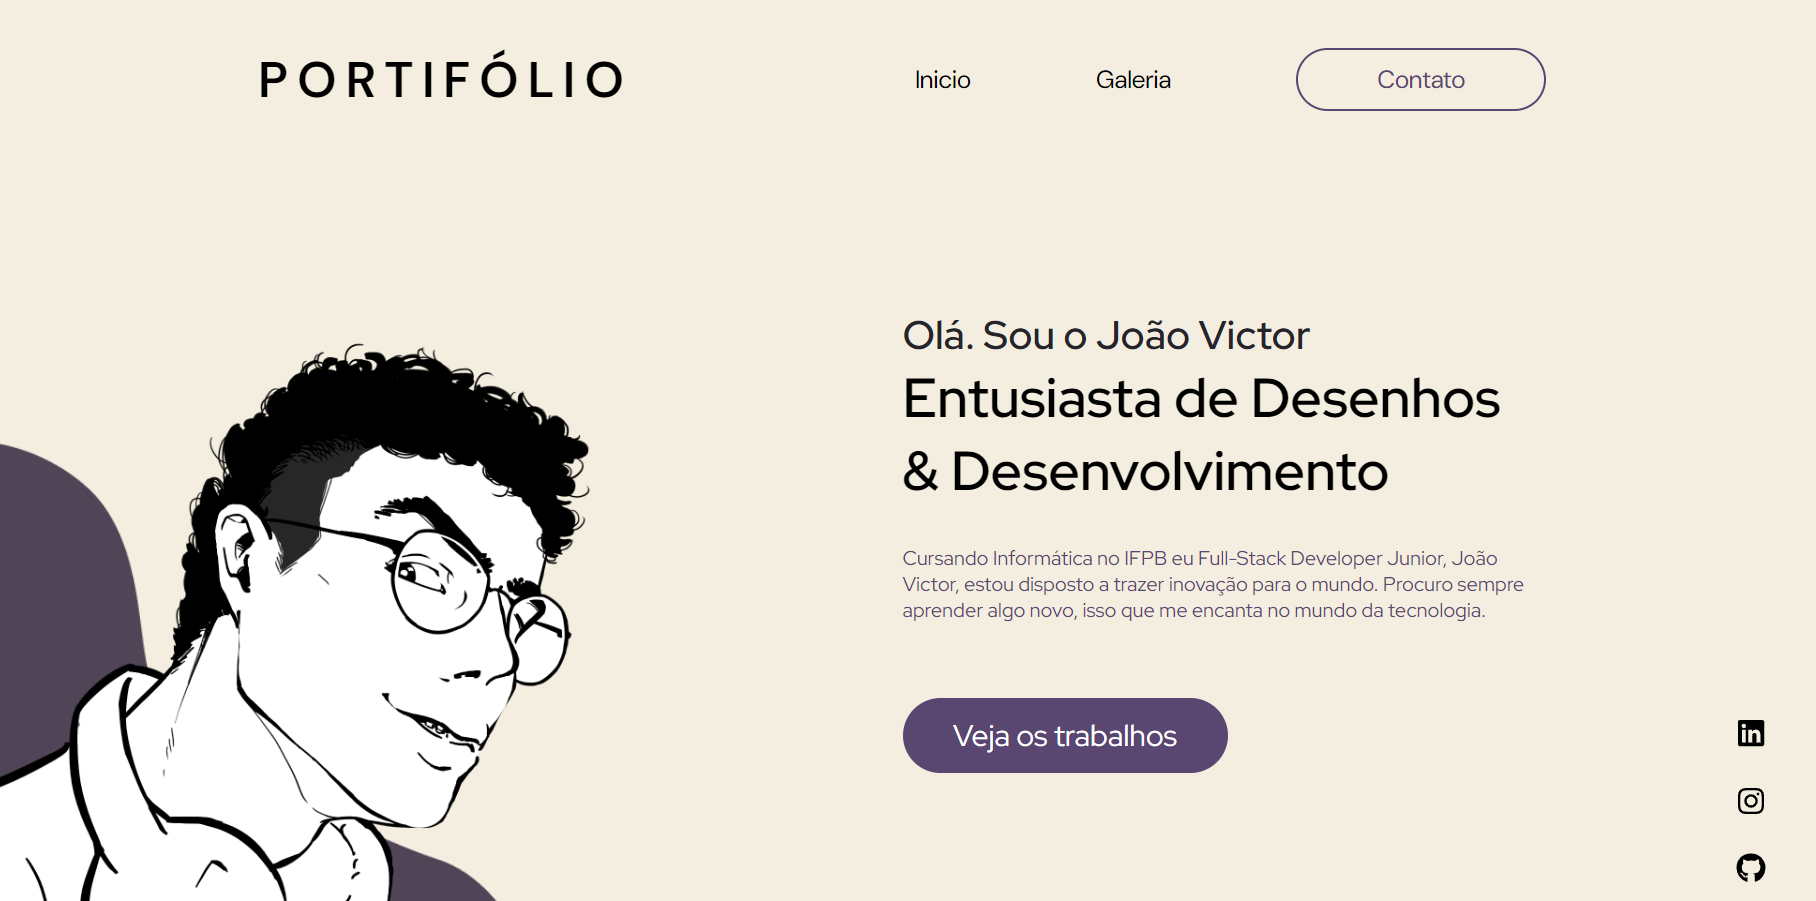 PORTIFÓLIO
Inicio
Galeria
Contato
Olá. Sou o João Victor
Entusiasta de Desenhos
& Desenvolvimento
Cursando Informática no IFPB eu Full-Stack Developer Junior, João
Victor, estou disposto a trazer inovação para o mundo. Procuro sempre
aprender algo novo, isso que me encanta no mundo da tecnologia.
Veja os trabalhos
in